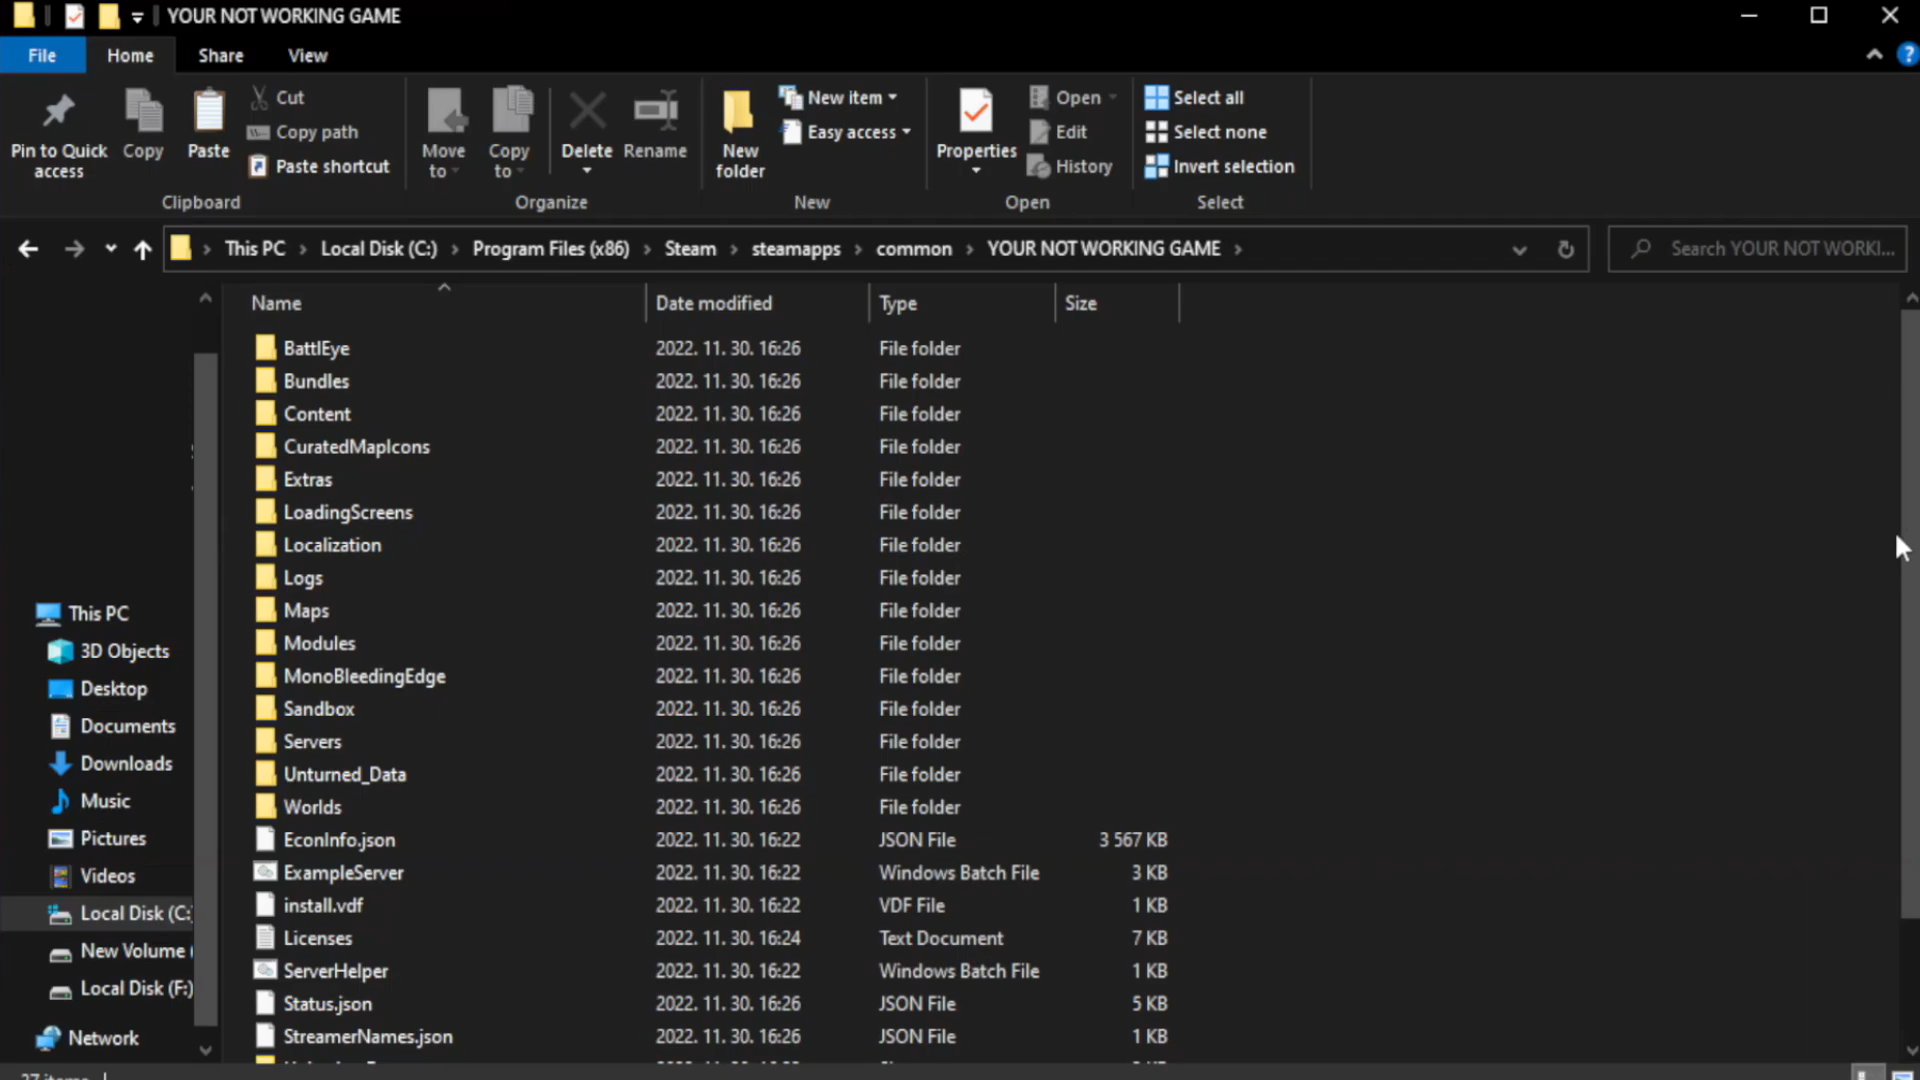 YOUR NOT WORKING GAME
File Home Share View
Pin to Quick access
Copy
Paste
Cut
Copy path
Paste shortcut
Move to
Copy to
Delete
Rename
New folder
New item
Easy access
Properties
Open
Edit
History
Select all
Select none
Invert selection
Clipboard Organize New Open Select
This PC Local Disk (C:) Program Files (x86) Steam steamapps common YOUR NOT WORKING GAME
Search YOUR NOT WORKI...
Name Date modified Type Size
BattlEye 2022. 11. 30. 16:26 File folder
Bundles 2022. 11. 30. 16:26 File folder
Content 2022. 11. 30. 16:26 File folder
CuratedMapIcons 2022. 11. 30. 16:26 File folder
Extras 2022. 11. 30. 16:26 File folder
LoadingScreens 2022. 11. 30. 16:26 File folder
Localization 2022. 11. 30. 16:26 File folder
Logs 2022. 11. 30. 16:26 File folder
Maps 2022. 11. 30. 16:26 File folder
Modules 2022. 11. 30. 16:26 File folder
MonoBleedingEdge 2022. 11. 30. 16:26 File folder
Sandbox 2022. 11. 30. 16:26 File folder
Servers 2022. 11. 30. 16:26 File folder
Unturned_Data 2022. 11. 30. 16:26 File folder
Worlds 2022. 11. 30. 16:26 File folder
EconInfo.json 2022. 11. 30. 16:22 JSON File 3 567 KB
ExampleServer 2022. 11. 30. 16:22 Windows Batch File 3 KB
install.vdf 2022. 11. 30. 16:22 VDF File 1 KB
Licenses 2022. 11. 30. 16:24 Text Document 7 KB
ServerHelper 2022. 11. 30. 16:22 Windows Batch File 1 KB
Status.json 2022. 11. 30. 16:26 JSON File 5 KB
StreamerNames.json 2022. 11. 30. 16:26 JSON File 1 KB
This PC
3D Objects
Desktop
Documents
Downloads
Music
Pictures
Videos
Local Disk (C:
New Volume (
Local Disk (F:)
Network